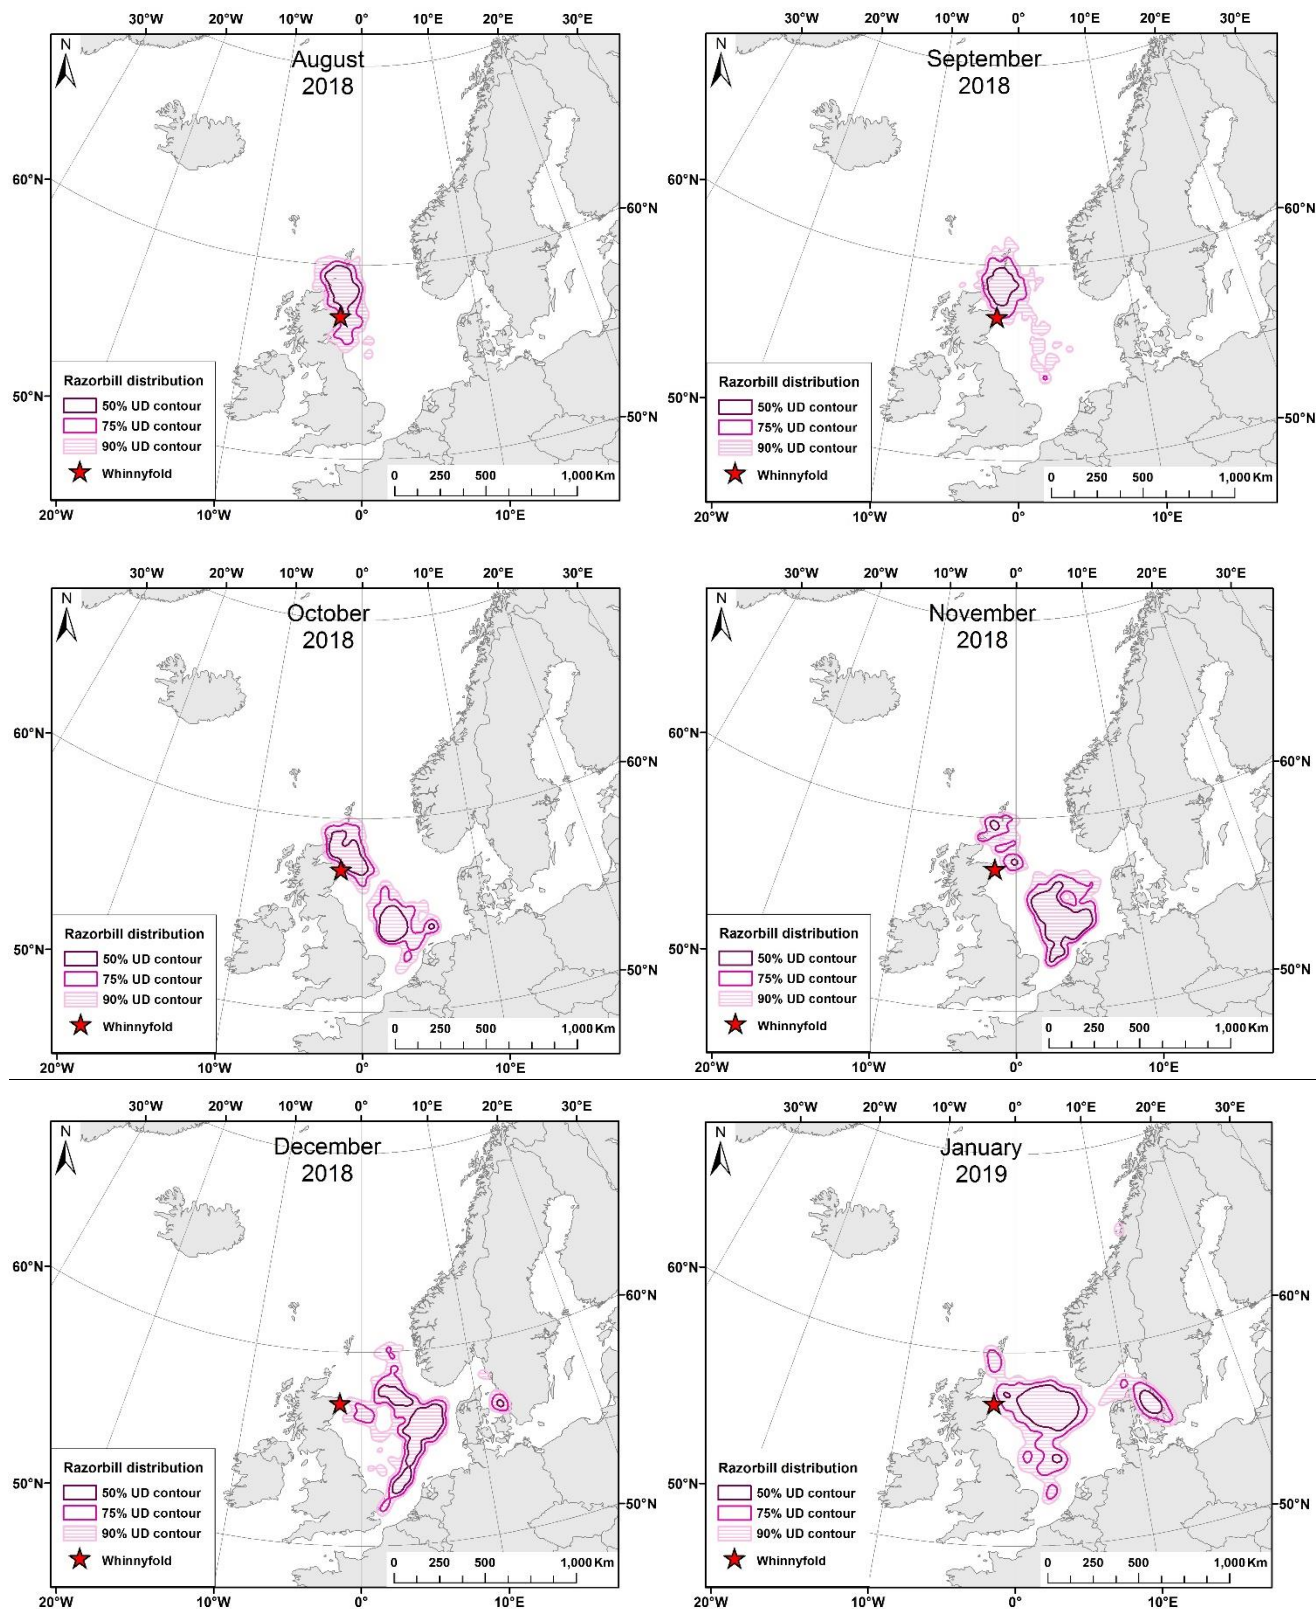 30°W 20°W 10°W 0° 10°E 20°E 30°E
N
August
2018
60°N
60°N
50°N
50°N
Razorbill distribution
50% UD contour
75% UD contour
90% UD contour
Whinnyfold
0 250 500 1,000 Km
20°W 10°W 0° 10°E
30°W 20°W 10°W 0° 10°E 20°E 30°E
N
September
2018
60°N
60°N
50°N
50°N
Razorbill distribution
50% UD contour
75% UD contour
90% UD contour
Whinnyfold
0 250 500 1,000 Km
20°W 10°W 0° 10°E
30°W 20°W 10°W 0° 10°E 20°E 30°E
N
October
2018
60°N
60°N
50°N
50°N
Razorbill distribution
50% UD contour
75% UD contour
90% UD contour
Whinnyfold
0 250 500 1,000 Km
20°W 10°W 0° 10°E
30°W 20°W 10°W 0° 10°E 20°E 30°E
N
November
2018
60°N
60°N
50°N
50°N
Razorbill distribution
50% UD contour
75% UD contour
90% UD contour
Whinnyfold
0 250 500 1,000 Km
20°W 10°W 0° 10°E
30°W 20°W 10°W 0° 10°E 20°E 30°E
N
December
2018
60°N
60°N
50°N
50°N
Razorbill distribution
50% UD contour
75% UD contour
90% UD contour
Whinnyfold
0 250 500 1,000 Km
20°W 10°W 0° 10°E
30°W 20°W 10°W 0° 10°E 20°E 30°E
N
January
2019
60°N
60°N
50°N
50°N
Razorbill distribution
50% UD contour
75% UD contour
90% UD contour
Whinnyfold
0 250 500 1,000 Km
20°W 10°W 0° 10°E